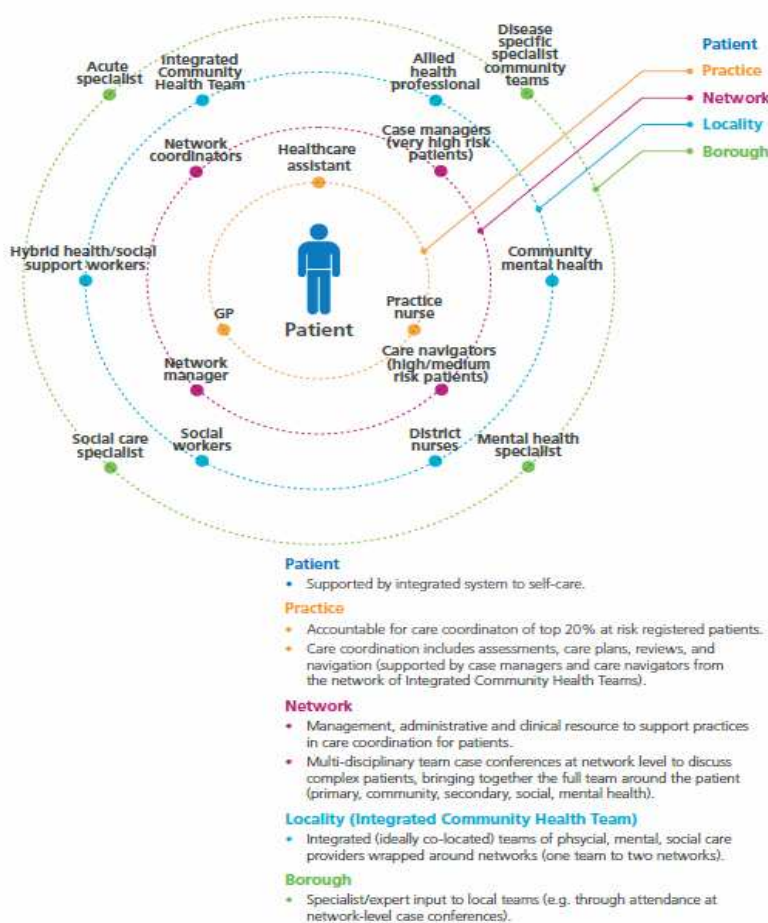 Disease
specific
specialist
community
teams
Acute
specialist
Integrated
Community
Health Team
Allied
health
professional
Patient
Practice
Network
Locality
Borough
Network
coordinators
Healthcare
assistant
Case managers
(very high risk
patients)
Hybrid health/social
support workers
Community
mental health
GP
Patient
Practice
nurse
Network
manager
Care navigators
(high/medium
risk patients)
Social care
specialist
Social
workers
District
nurses
Mental health
specialist
Patient
• Supported by integrated system to self-care.
Practice
• Accountable for care coordinaton of top 20% at risk registered patients.
• Care coordination includes assessments, care plans, reviews, and
navigation (supported by case managers and care navigators from
the network of Integrated Community Health Teams).
Network
• Management, administrative and clinical resource to support practices
in care coordination for patients.
• Multi-disciplinary team case conferences at network level to discuss
complex patients, bringing together the full team around the patient
(primary, community, secondary, social, mental health).
Locality (Integrated Community Health Team)
• Integrated (ideally co-located) teams of phsycial, mental, social care
providers wrapped around networks (one team to two networks).
Borough
• Specialist/expert input to local teams (e.g. through attendance at
network-level case conferences).